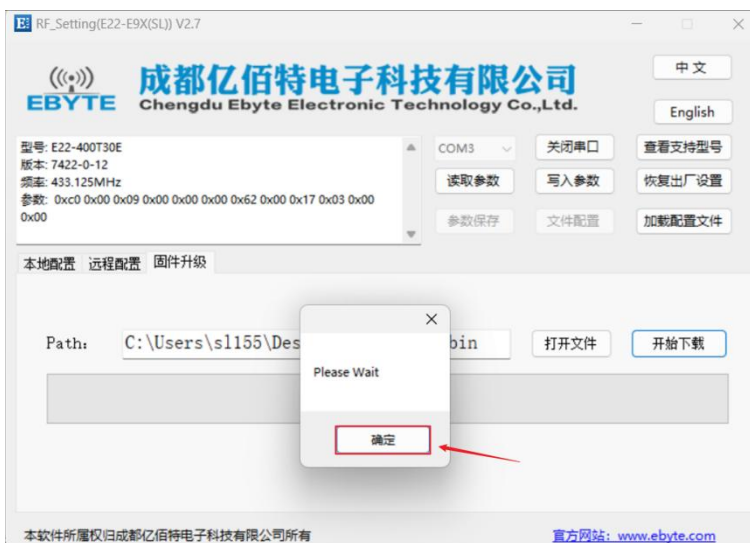 RF_Setting(E22-E9X(SL)) V2.7
EBYTE
成都亿佰特电子科技有限公司
Chengdu Ebyte Electronic Technology Co.,Ltd.
中文
English
型号: E22-400T30E
版本: 7422-0-12
频率: 433.125MHz
参数: 0xc0 0x00 0x09 0x00 0x00 0x00 0x62 0x00 0x17 0x03 0x00
0x00
COM3
关闭串口
查看支持型号
读取参数
写入参数
恢复出厂设置
参数保存
文件配置
加载配置文件
本地配置 远程配置 固件升级
Path: C:\Users\sl155\Des
bin
打开文件
开始下载
Please Wait
确定
本软件所属权归成都亿佰特电子科技有限公司所有
官方网站: www.ebyte.com